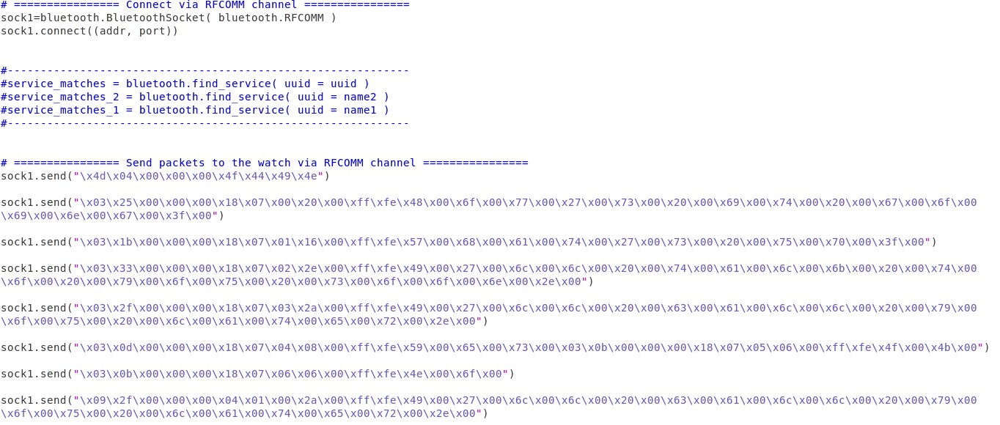 # ================ Connect via RFCOMM channel ================
sock1=bluetooth.BluetoothSocket( bluetooth.RFCOMM )
sock1.connect((addr, port))
#-------------------------------------------------------------
#service_matches = bluetooth.find_service( uuid = uuid )
#service_matches_2 = bluetooth.find_service( uuid = name2 )
#service_matches_1 = bluetooth.find_service( uuid = name1 )
#-------------------------------------------------------------
# ================ Send packets to the watch via RFCOMM channel ================
sock1.send("\x4d\x04\x00\x00\x00\x4f\x44\x49\x4e")
sock1.send("\x03\x25\x00\x00\x00\x18\x07\x00\x20\x00\xff\xfe\x48\x00\x6f\x00\x77\x00\x27\x00\x73\x00\x20\x00\x69\x00\x74\x00\x20\x00\x67\x00\x6f\x00
\x69\x00\x6e\x00\x67\x00\x3f\x00")
sock1.send("\x03\x1b\x00\x00\x00\x18\x07\x01\x16\x00\xff\xfe\x57\x00\x68\x00\x61\x00\x74\x00\x27\x00\x73\x00\x20\x00\x75\x00\x70\x00\x3f\x00")
sock1.send("\x03\x33\x00\x00\x00\x18\x07\x02\x2e\x00\xff\xfe\x49\x00\x27\x00\x6c\x00\x6c\x00\x20\x00\x74\x00\x61\x00\x6c\x00\x6b\x00\x20\x00\x74\x00
\x6f\x00\x20\x00\x79\x00\x6f\x00\x75\x00\x20\x00\x73\x00\x6f\x00\x6f\x00\x6e\x00\x2e\x00")
sock1.send("\x03\x2f\x00\x00\x00\x18\x07\x03\x2a\x00\xff\xfe\x49\x00\x27\x00\x6c\x00\x6c\x00\x20\x00\x63\x00\x61\x00\x6c\x00\x6c\x00\x20\x00\x79\x00
\x6f\x00\x75\x00\x20\x00\x6c\x00\x61\x00\x74\x00\x65\x00\x72\x00\x2e\x00")
sock1.send("\x03\x0d\x00\x00\x00\x18\x07\x04\x08\x00\xff\xfe\x59\x00\x65\x00\x73\x00\x03\x0b\x00\x00\x00\x18\x07\x05\x06\x00\xff\xfe\x4f\x00\x4b\x00")
sock1.send("\x03\x0b\x00\x00\x00\x18\x07\x06\x06\x00\xff\xfe\x4e\x00\x6f\x00")
sock1.send("\x09\x2f\x00\x00\x00\x04\x01\x00\x2a\x00\xff\xfe\x49\x00\x27\x00\x6c\x00\x6c\x00\x20\x00\x63\x00\x61\x00\x6c\x00\x6c\x00\x20\x00\x79\x00
\x6f\x00\x75\x00\x20\x00\x6c\x00\x61\x00\x74\x00\x65\x00\x72\x00\x2e\x00")